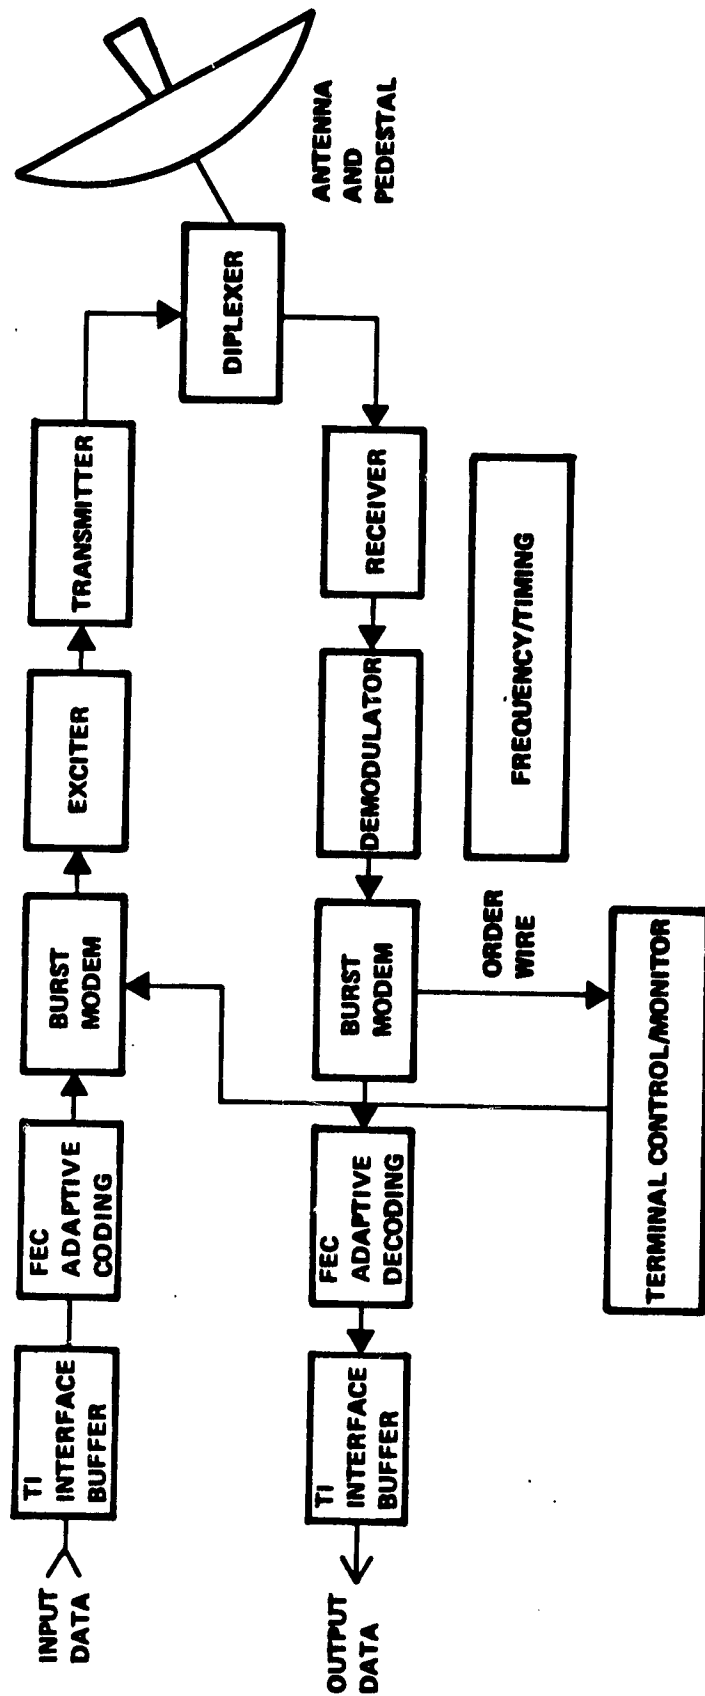 INPUT
DATA
TI
INTERFACE
BUFFER
FEC
ADAPTIVE
CODING
BURST
MODEM
EXCITER
TRANSMITTER
DIPLEXER
ANTENNA
AND
PEDESTAL
OUTPUT
DATA
TI
INTERFACE
BUFFER
FEC
ADAPTIVE
DECODING
BURST
MODEM
DEMODULATOR
RECEIVER
ORDER
WIRE
FREQUENCY/TIMING
TERMINAL CONTROL/MONITOR